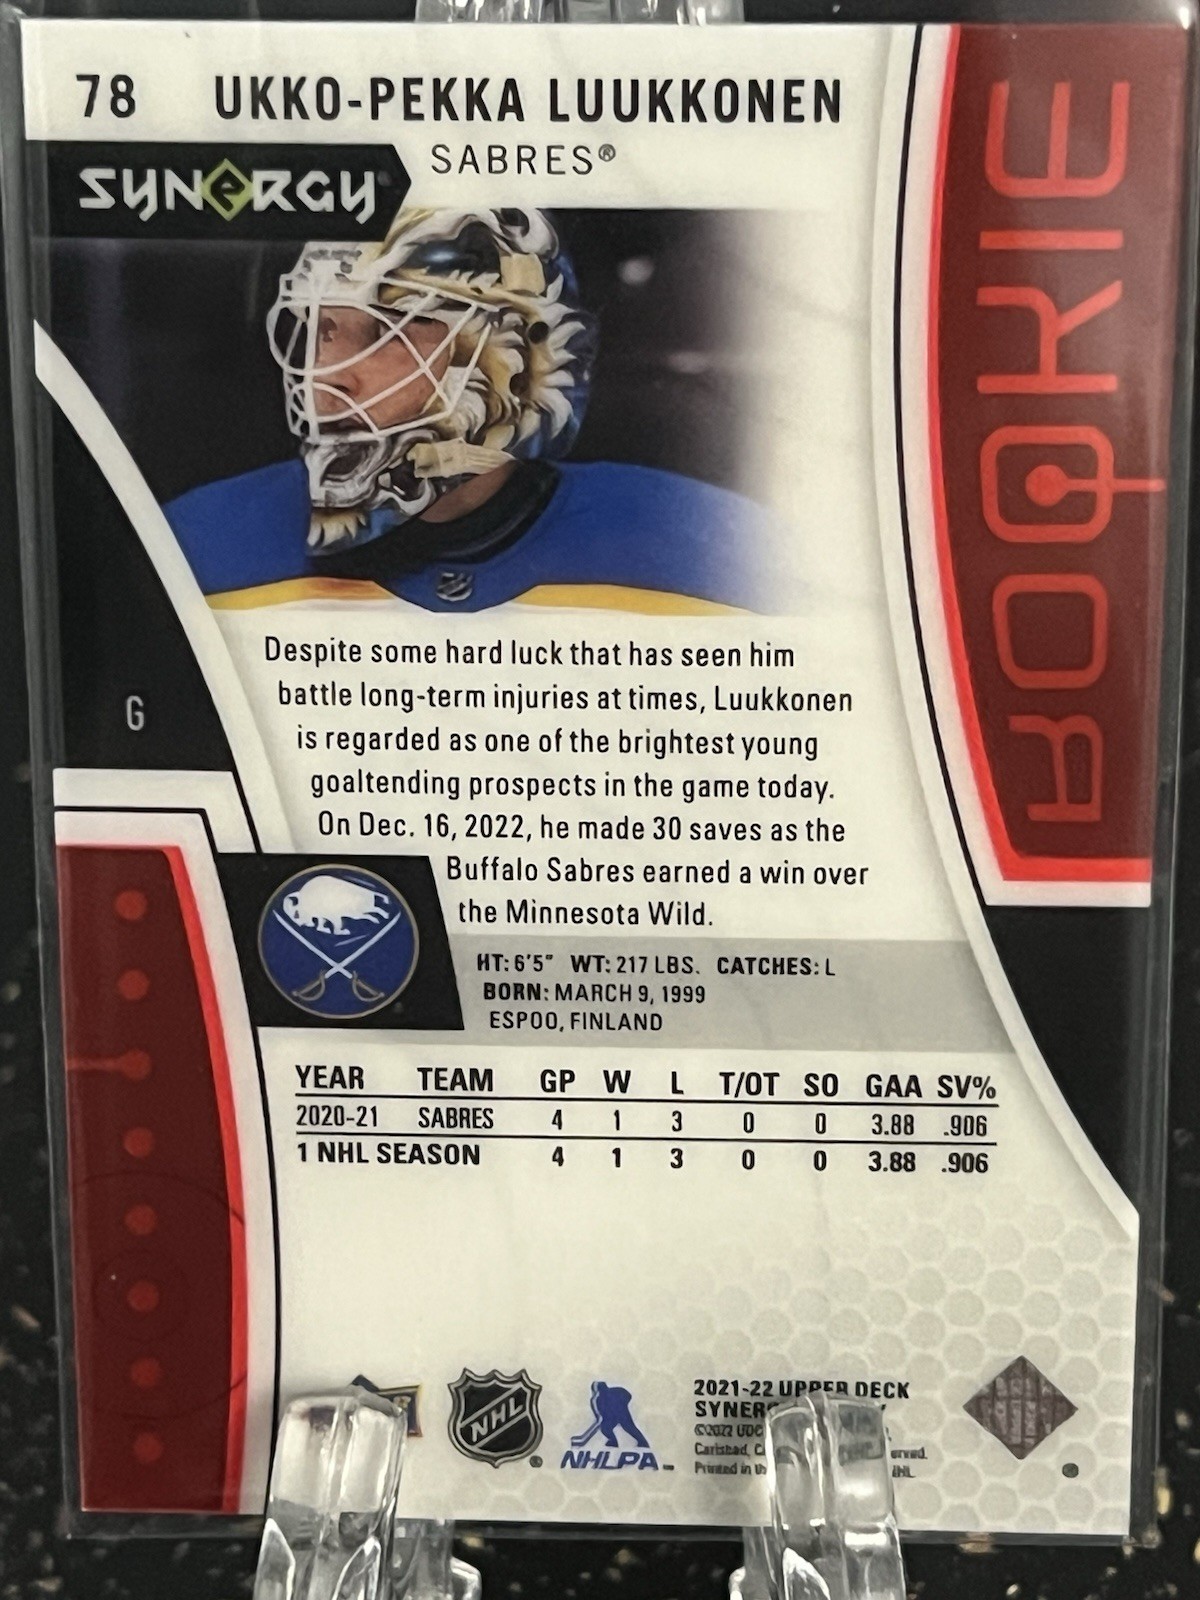 78 UKKO-PEKKA LUUKKONEN
SABRES®
SYNERGY
ROOKIE
Despite some hard luck that has seen him
battle long-term injuries at times, Luukkonen
is regarded as one of the brightest young
goaltending prospects in the game today.
On Dec. 16, 2022, he made 30 saves as the
Buffalo Sabres earned a win over
the Minnesota Wild.
G
HT: 6'5" WT: 217 LBS. CATCHES: L
BORN: MARCH 9, 1999
ESPOO, FINLAND
YEAR TEAM GP W L T/OT SO GAA SV%
2020-21 SABRES 4 1 3 0 0 3.88 .906
1 NHL SEASON 4 1 3 0 0 3.88 .906
NHL
NHLPA
2021-22 UPPER DECK
©2022 UDC
Carlsbad,
Printed in